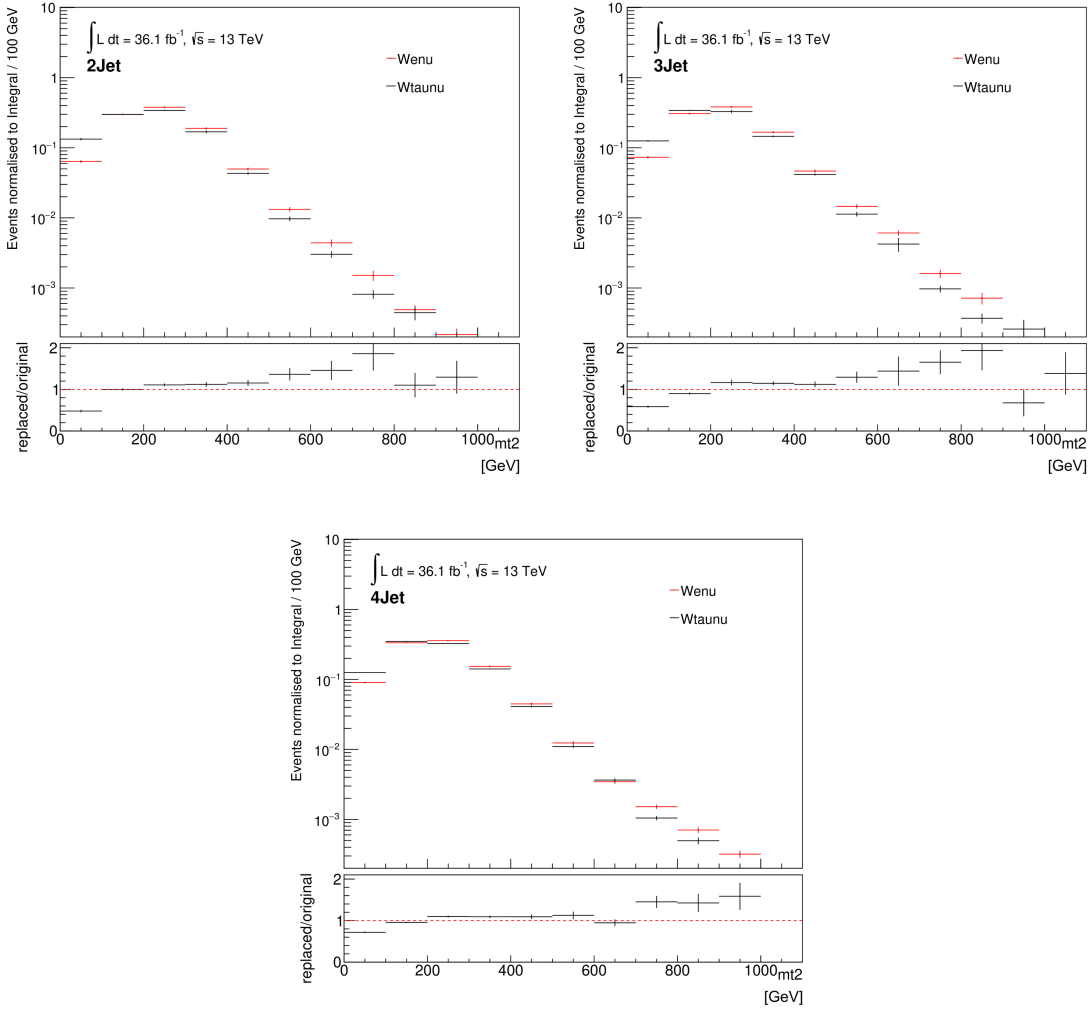 Events normalised to Integral / 100 GeV
10
1
10⁻¹
10⁻²
10⁻³
∫L dt = 36.1 fb⁻¹, √s = 13 TeV
2Jet
Wenu
Wtaunu
replaced/original
2
1
0
0 200 400 600 800 1000
mt2
[GeV]
Events normalised to Integral / 100 GeV
10
1
10⁻¹
10⁻²
10⁻³
∫L dt = 36.1 fb⁻¹, √s = 13 TeV
3Jet
Wenu
Wtaunu
replaced/original
2
1
0
0 200 400 600 800 1000
mt2
[GeV]
Events normalised to Integral / 100 GeV
10
1
10⁻¹
10⁻²
10⁻³
∫L dt = 36.1 fb⁻¹, √s = 13 TeV
4Jet
Wenu
Wtaunu
replaced/original
2
1
0
0 200 400 600 800 1000
mt2
[GeV]